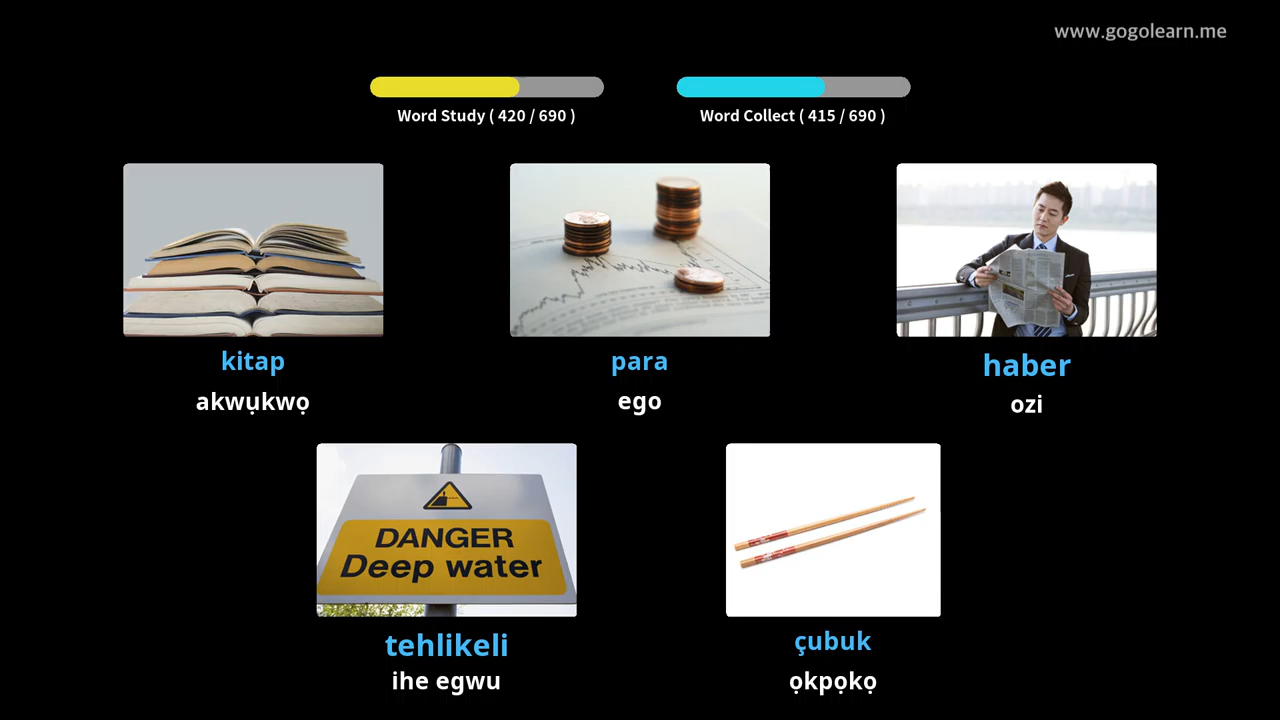 www.gogolearn.me
Word Study ( 420 / 690 )
Word Collect ( 415 / 690 )
kitap
akwụkwọ
para
ego
haber
ozi
DANGER
Deep water
tehlikeli
ihe egwu
çubuk
ọkpọkọ